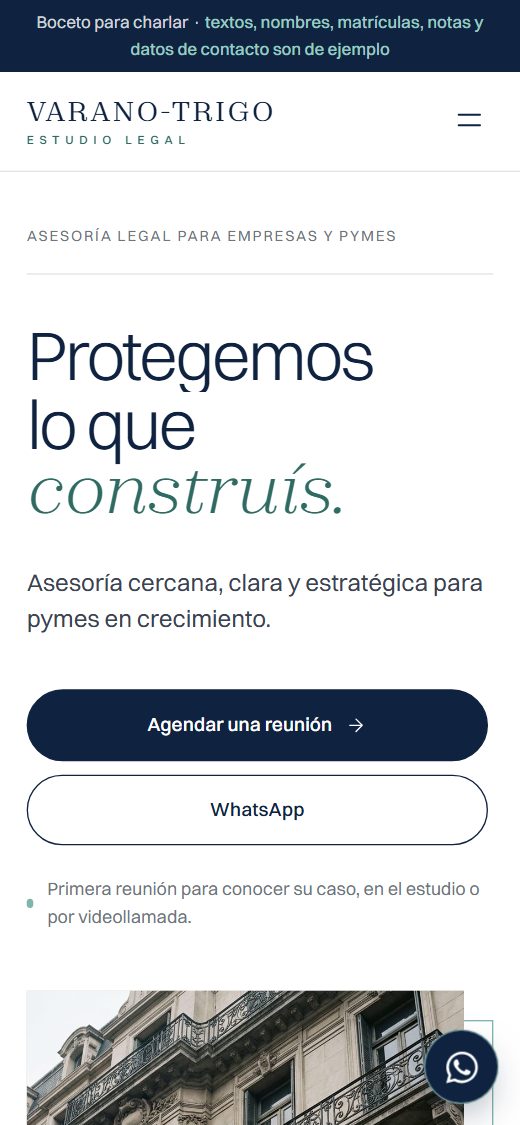 Boceto para charlar · textos, nombres, matrículas, notas y
datos de contacto son de ejemplo
VARANO-TRIGO
ESTUDIO LEGAL
ASESORÍA LEGAL PARA EMPRESAS Y PYMES
Protegemos
lo que
construís.
Asesoría cercana, clara y estratégica para
pymes en crecimiento.
Agendar una reunión →
WhatsApp
Primera reunión para conocer su caso, en el estudio o
por videollamada.